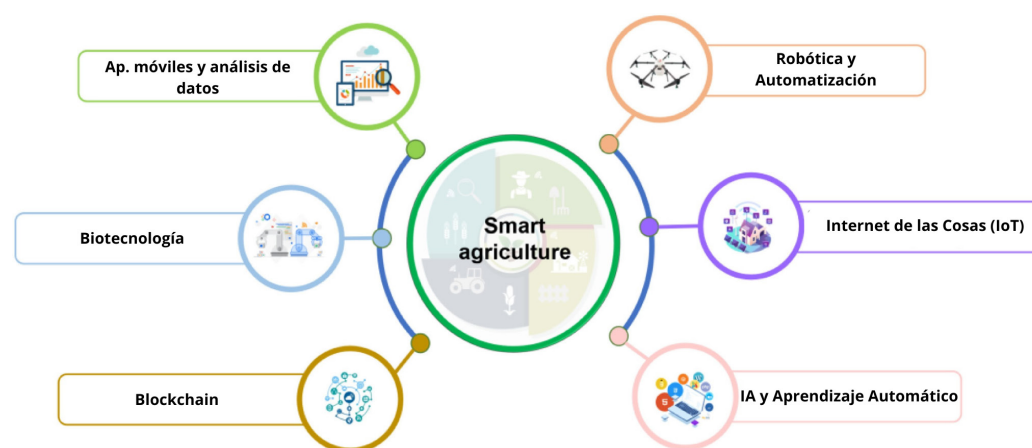 Ap. móviles y análisis de
datos
Robótica y
Automatización
Smart
agriculture
Biotecnología
Internet de las Cosas (IoT)
Blockchain
IA y Aprendizaje Automático